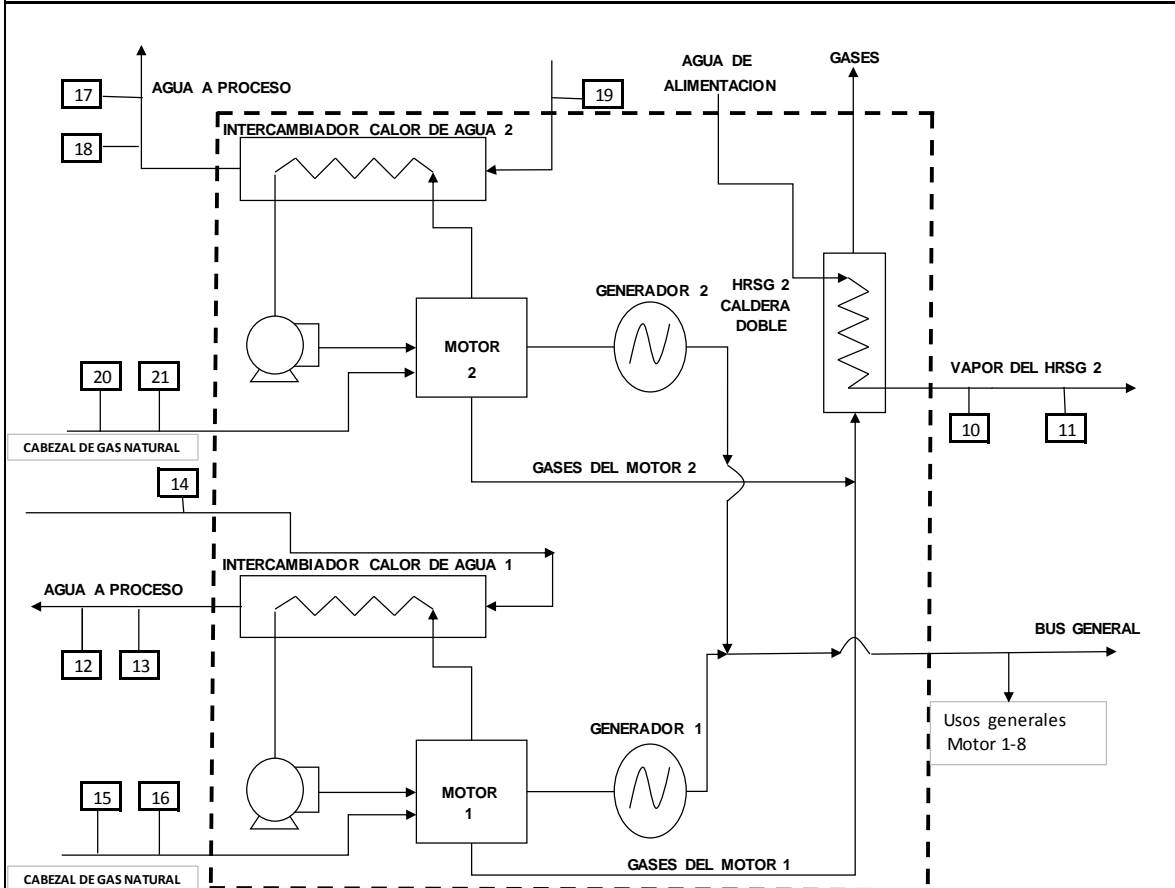 AGUA DE
ALIMENTACION
GASES
17
AGUA A PROCESO
19
18
INTERCAMBIADOR CALOR DE AGUA 2
HRSG 2
CALDERA
DOBLE
GENERADOR 2
MOTOR
2
20
21
VAPOR DEL HRSG 2
10
11
CABEZAL DE GAS NATURAL
GASES DEL MOTOR 2
14
INTERCAMBIADOR CALOR DE AGUA 1
AGUA A PROCESO
12
13
BUS GENERAL
GENERADOR 1
Usos generales
Motor 1-8
MOTOR
1
15
16
GASES DEL MOTOR 1
CABEZAL DE GAS NATURAL